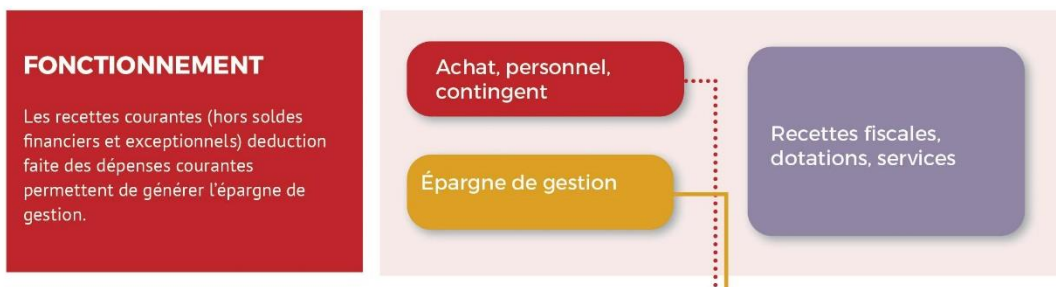 FONCTIONNEMENT
Les recettes courantes (hors soldes
financiers et exceptionnels) deduction
faite des dépenses courantes
permettent de générer l'épargne de
gestion.
Achat, personnel,
contingent
Épargne de gestion
Recettes fiscales,
dotations, services